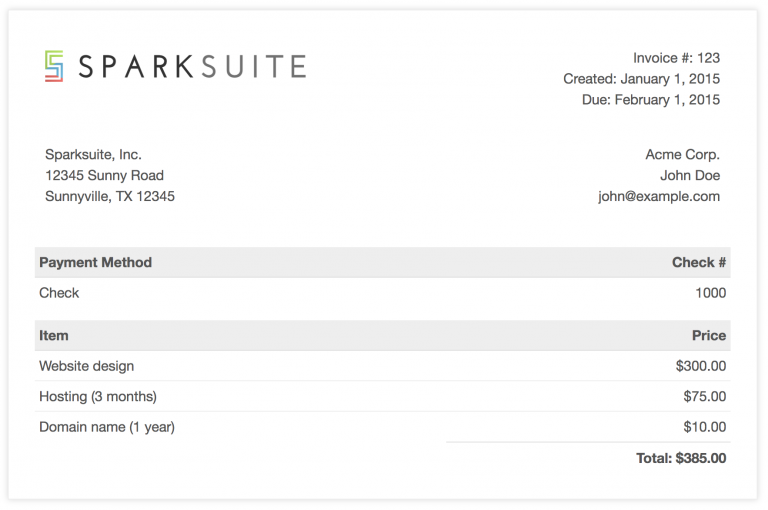 SPARKSUITE
Invoice #: 123
Created: January 1, 2015
Due: February 1, 2015
Sparksuite, Inc.
12345 Sunny Road
Sunnyville, TX 12345
Acme Corp.
John Doe
john@example.com
Payment Method Check #
Check 1000
Item Price
Website design $300.00
Hosting (3 months) $75.00
Domain name (1 year) $10.00
Total: $385.00